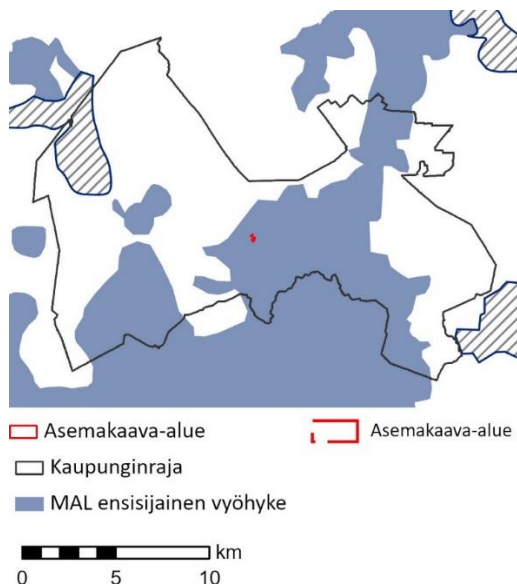 Asemakaava-alue
Asemakaava-alue
Kaupunginraja
MAL ensisijainen vyöhyke
km
0 5 10